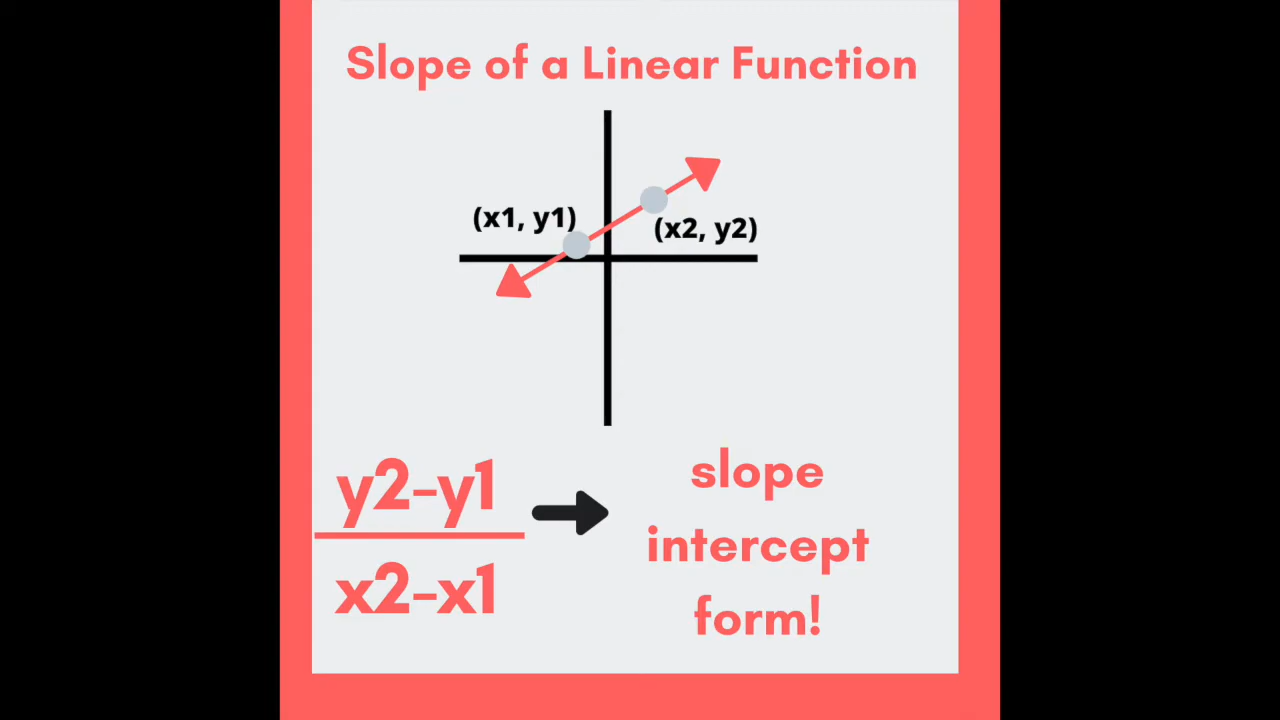 Slope of a Linear Function
(x1, y1)
(x2, y2)
y2-y1
x2-x1
slope
intercept
form!